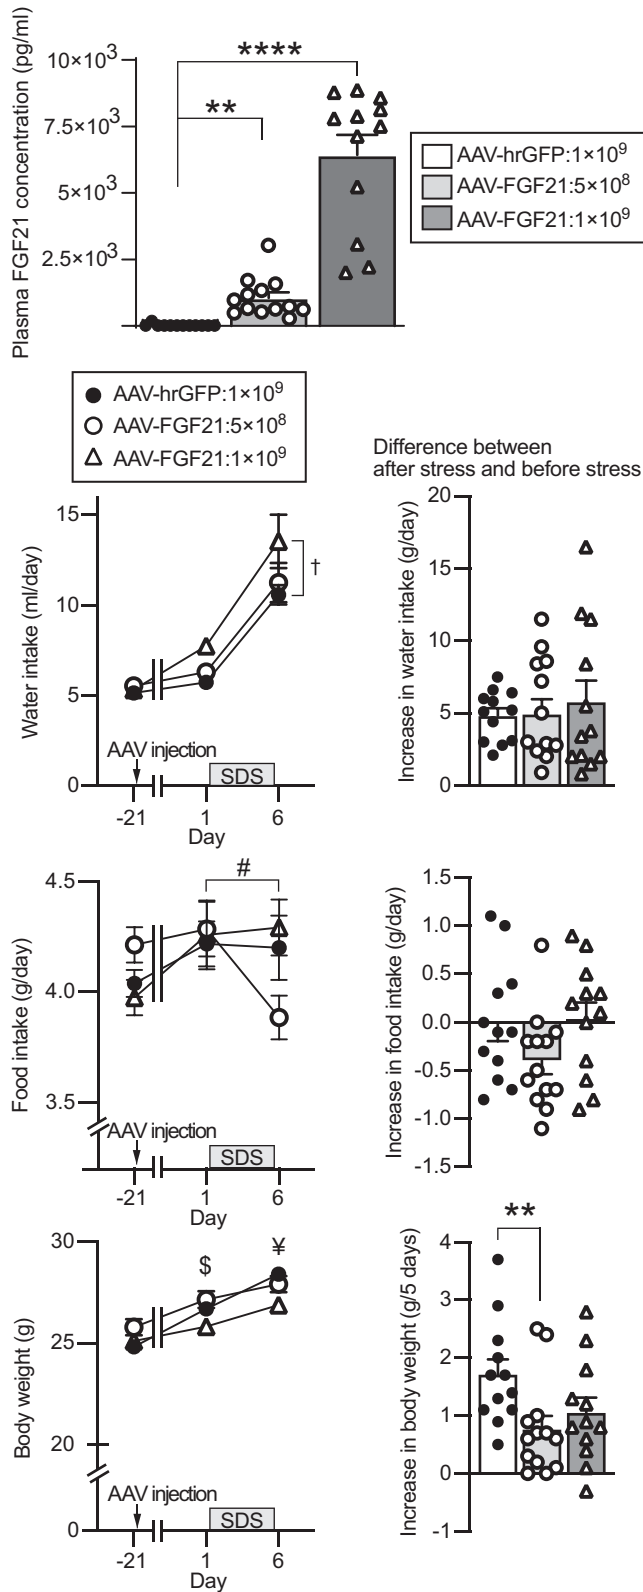 Plasma FGF21 concentration (pg/ml)
10×10³
7.5×10³
5×10³
2.5×10³
****
**
AAV-hrGFP:1×10⁹
AAV-FGF21:5×10⁸
AAV-FGF21:1×10⁹
AAV-hrGFP:1×10⁹
AAV-FGF21:5×10⁸
AAV-FGF21:1×10⁹
Water intake (ml/day)
15
10
5
0
†
AAV injection
SDS
-21
1
6
Day
Difference between
after stress and before stress
Increase in water intake (g/day)
20
15
10
5
0
Food intake (g/day)
4.5
4.0
3.5
#
AAV injection
SDS
-21
1
6
Day
Increase in food intake (g/day)
1.5
1.0
0.5
0.0
-0.5
-1.0
-1.5
Body weight (g)
30
25
20
0
$
¥
AAV injection
SDS
-21
1
6
Day
Increase in body weight (g/5 days)
4
3
2
1
0
-1
**